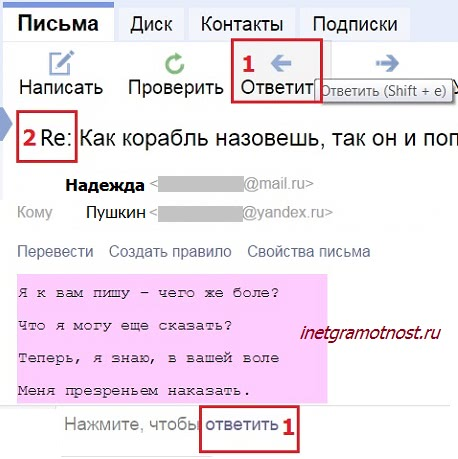 Письма Диск Контакты Подписки
1
Написать Проверить Ответит
Ответить (Shift + e)
2 Re: Как корабль назовешь, так он и поп
Надежда < @mail.ru>
Кому Пушкин < @yandex.ru>
Перевести Создать правило Свойства письма
Я к вам пишу – чего же боле?
Что я могу еще сказать?
Теперь, я знаю, в вашей воле
Меня презреньем наказать.
inetgramotnost.ru
Нажмите, чтобы ответить 1